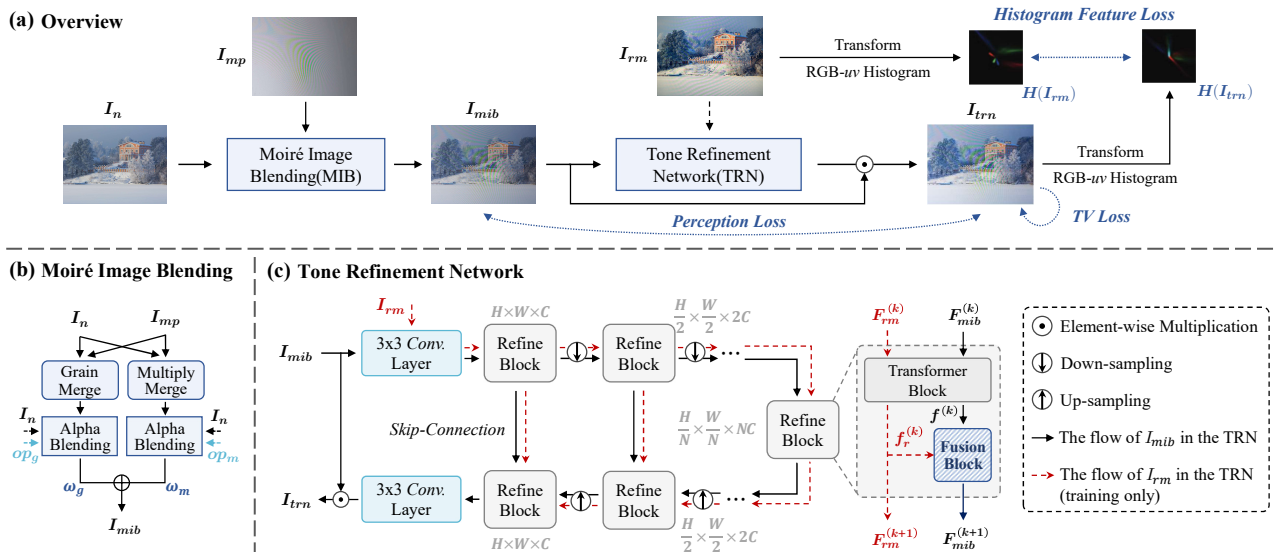 (a) Overview
I_n
I_mp
Moiré Image
Blending(MIB)
I_mib
I_rm
Tone Refinement
Network(TRN)
Transform
RGB-uv Histogram
Histogram Feature Loss
H(I_rm)
H(I_trn)
I_trn
Transform
RGB-uv Histogram
Perception Loss
TV Loss
(b) Moiré Image Blending
I_n
I_mp
Grain
Merge
Multiply
Merge
I_n
op_g
Alpha
Blending
Alpha
Blending
I_n
op_m
ω_g
ω_m
I_mib
(c) Tone Refinement Network
I_rm
I_mib
3x3 Conv.
Layer
H×W×C
Refine
Block
Refine
Block
H/2 × W/2 × 2C
...
Skip-Connection
H/N × W/N × NC
Refine
Block
I_trn
3x3 Conv.
Layer
Refine
Block
H×W×C
Refine
Block
H/2 × W/2 × 2C
...
F_rm^(k)
F_mib^(k)
Transformer
Block
f^(k)
f_r^(k)
Fusion
Block
F_rm^(k+1)
F_mib^(k+1)
Element-wise Multiplication
Down-sampling
Up-sampling
The flow of I_mib in the TRN
The flow of I_rm in the TRN
(training only)